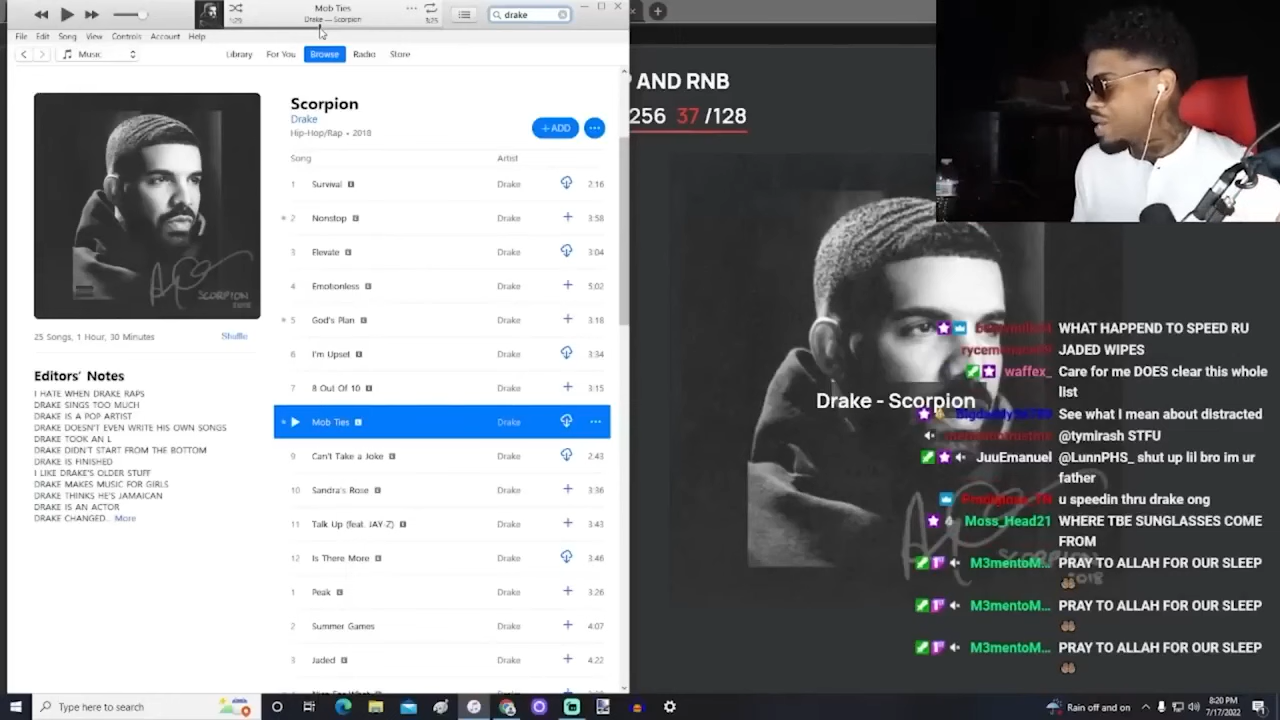 Mob Ties
Drake — Scorpion
1:25
1:25
drake
File Edit Song View Controls Account Help
Music
Library For You Browse Radio Store
Scorpion
Drake
Hip-Hop/Rap • 2018
+ ADD
Song Artist
1 Survival E Drake 2:16
2 Nonstop E Drake 3:58
3 Elevate E Drake 3:04
4 Emotionless E Drake 5:02
5 God's Plan E Drake 3:18
6 I'm Upset E Drake 3:34
7 8 Out Of 10 E Drake 3:15
Mob Ties E Drake
9 Can't Take a Joke E Drake 2:43
10 Sandra's Rose E Drake 3:36
11 Talk Up (feat. JAY-Z) E Drake 3:43
12 Is There More E Drake 3:46
1 Peak E Drake 3:26
2 Summer Games Drake 4:07
3 Jaded E Drake 4:22
Nice For What
SCORPION
2018
25 Songs, 1 Hour, 30 Minutes Shuffle
Editors' Notes
I HATE WHEN DRAKE RAPS
DRAKE SINGS TOO MUCH
DRAKE IS A POP ARTIST
DRAKE DOESN'T EVEN WRITE HIS OWN SONGS
DRAKE TOOK AN L
DRAKE DIDN'T START FROM THE BOTTOM
DRAKE IS FINISHED
I LIKE DRAKE'S OLDER STUFF
DRAKE MAKES MUSIC FOR GIRLS
DRAKE THINKS HE'S JAMAICAN
DRAKE IS AN ACTOR
DRAKE CHANGED... More
AND RNB
256 37 /128
Drake - Scorpion
2018
WHAT HAPPEND TO SPEED RU
JADED WIPES
waffex_ Care for me DOES clear this whole
list
See what I mean about distracted
@tymirash STFU
JuuEmanuel @LunnPHS_ shut up lil bro im ur
father
u speedin thru drake ong
Moss_Head21 WHERE TBE SUNGLASSES COME
FROM
M3mentoM... PRAY TO ALLAH FOR OUR SLEEP
M3mentoM... PRAY TO ALLAH FOR OUR SLEEP
M3mentoM... PRAY TO ALLAH FOR OUR SLEEP
Type here to search
Rain off and on
8:20 PM
7/17/2022